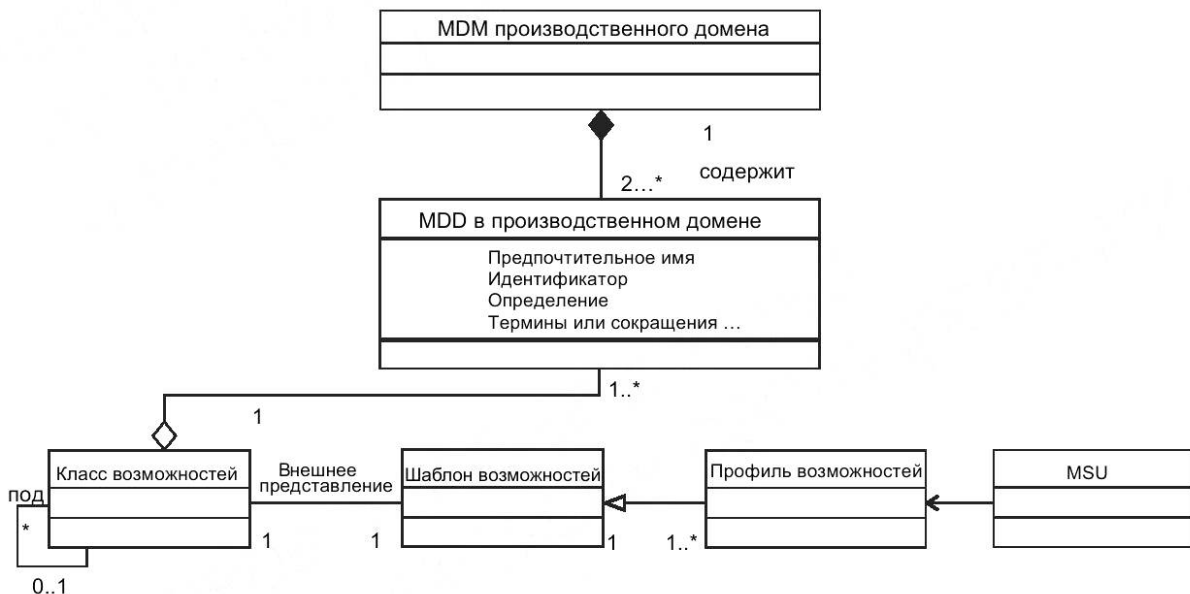 MDM производственного домена
1
содержит
2...*
MDD в производственном домене
Предпочтительное имя
Идентификатор
Определение
Термины или сокращения ...
1..*
1
Класс возможностей
Внешнее
представление
Шаблон возможностей
Профиль возможностей
MSU
под
*
1
1
1
1..*
0..1